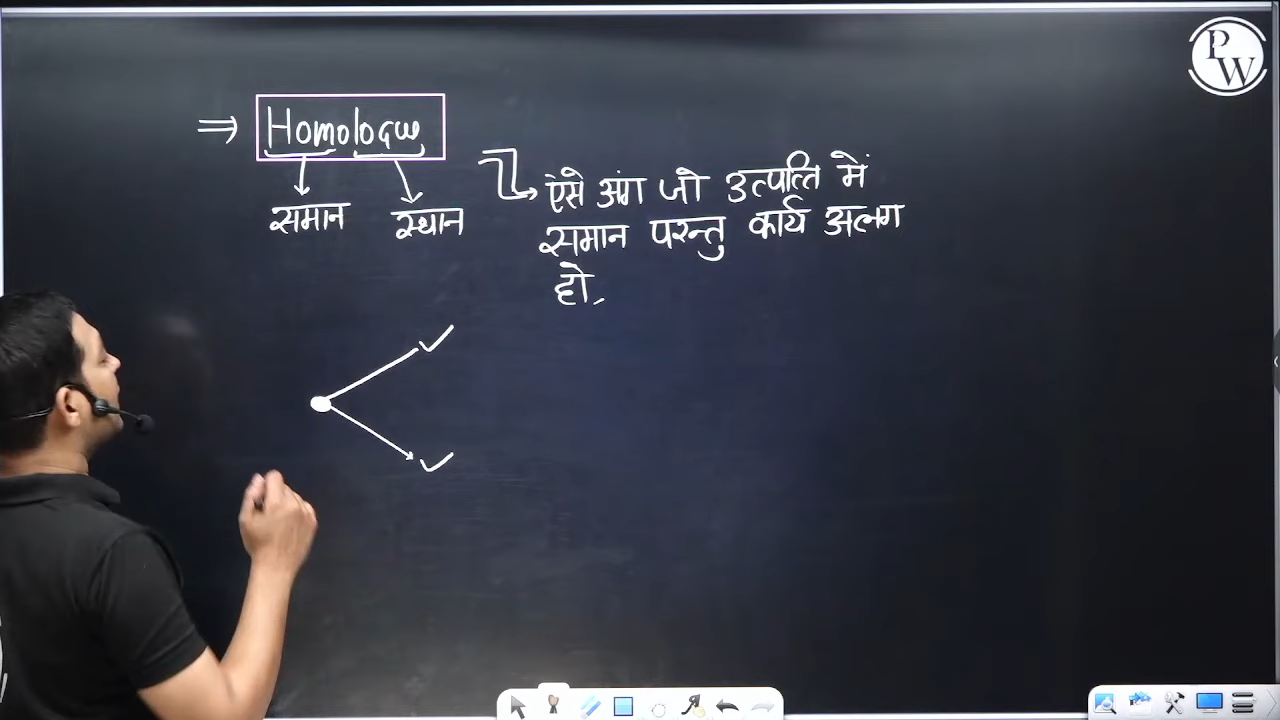 PW
⇒ Homologus
समान स्थान
ऐसे अंग जो उत्पत्ति में
समान परन्तु कार्य अलग
हो,